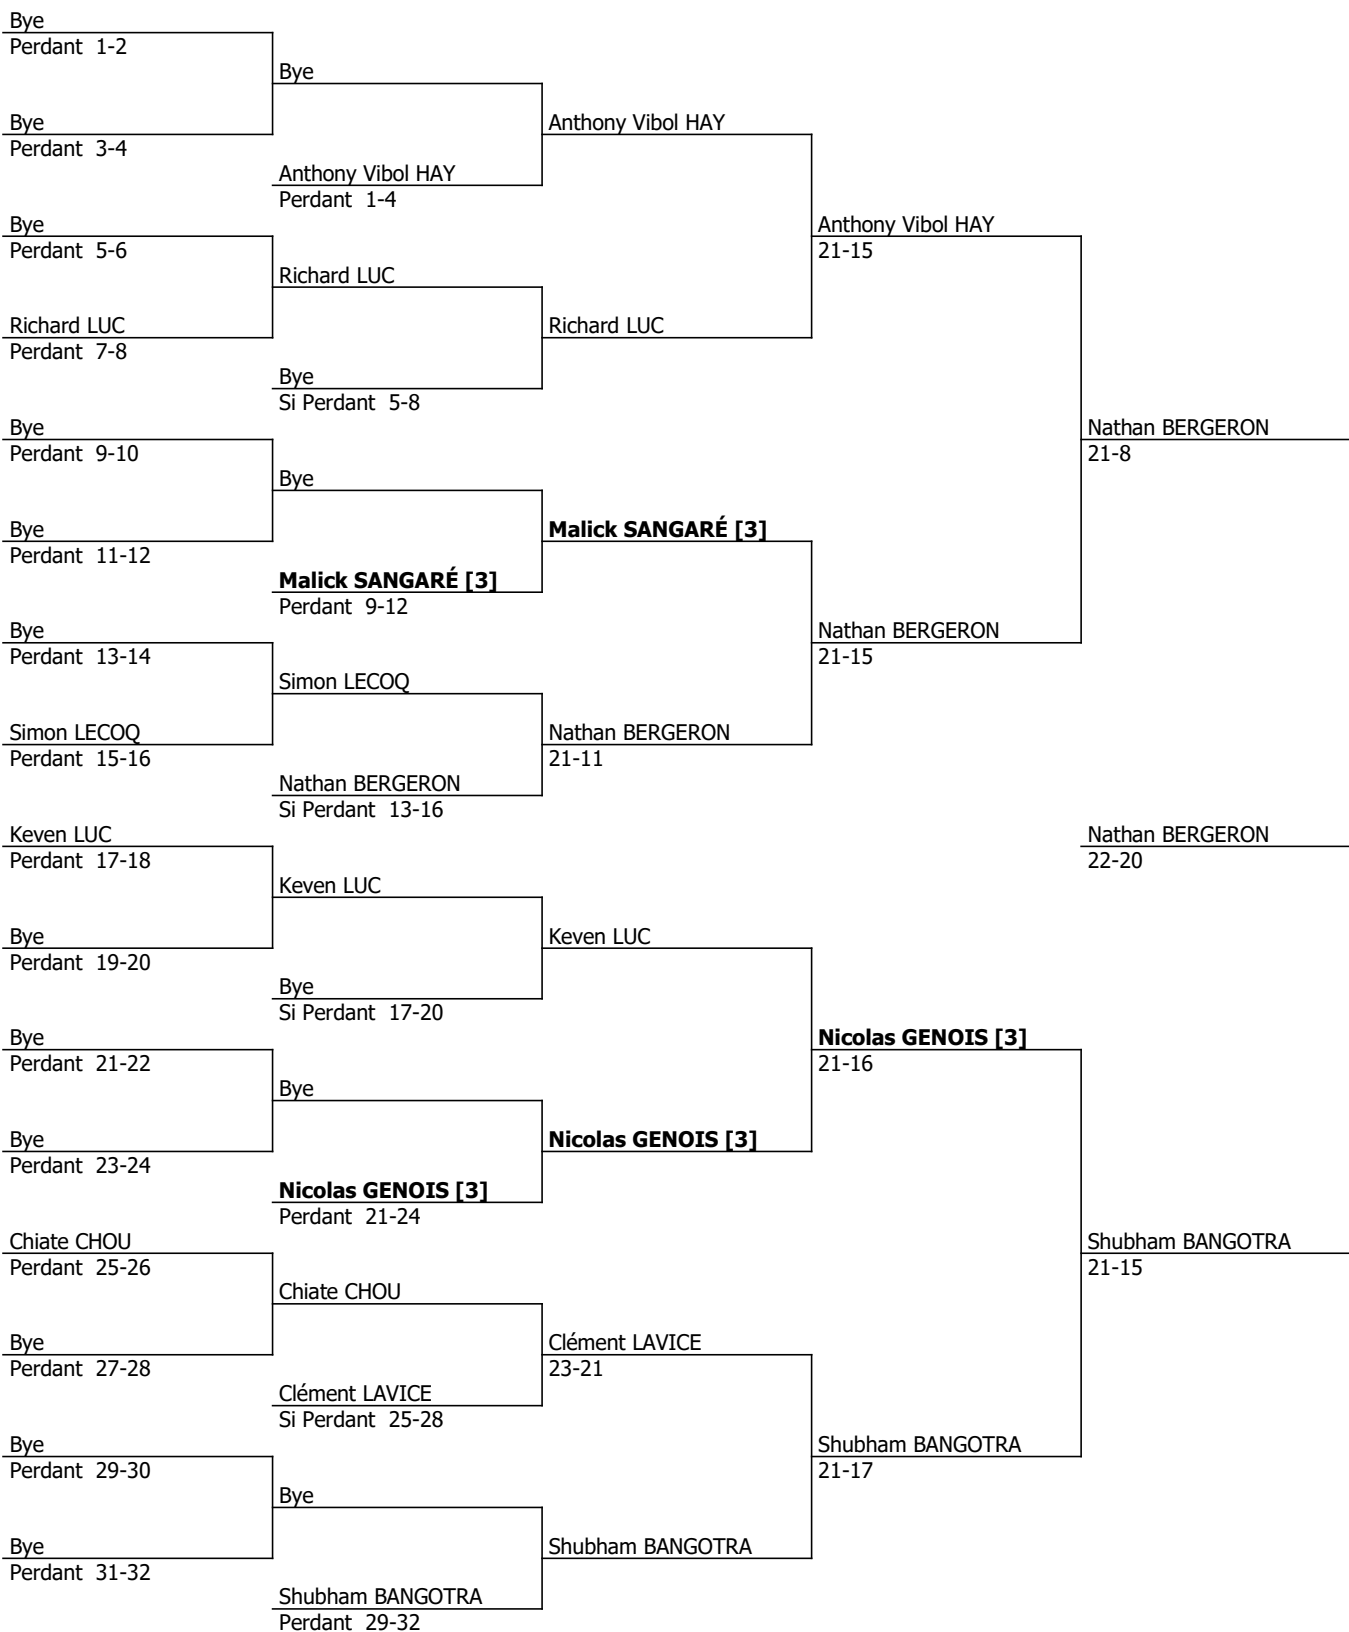 Bye
Perdant 1-2
Bye
Bye
Perdant 3-4
Anthony Vibol HAY
Anthony Vibol HAY
Perdant 1-4
Bye
Perdant 5-6
Anthony Vibol HAY
21-15
Richard LUC
Richard LUC
Perdant 7-8
Richard LUC
Bye
Si Perdant 5-8
Bye
Perdant 9-10
Nathan BERGERON
21-8
Bye
Bye
Perdant 11-12
Malick SANGARÉ [3]
Malick SANGARÉ [3]
Perdant 9-12
Bye
Perdant 13-14
Nathan BERGERON
21-15
Simon LECOQ
Simon LECOQ
Perdant 15-16
Nathan BERGERON
21-11
Nathan BERGERON
Si Perdant 13-16
Keven LUC
Perdant 17-18
Nathan BERGERON
22-20
Keven LUC
Bye
Perdant 19-20
Keven LUC
Bye
Si Perdant 17-20
Bye
Perdant 21-22
Nicolas GENOIS [3]
21-16
Bye
Bye
Perdant 23-24
Nicolas GENOIS [3]
Nicolas GENOIS [3]
Perdant 21-24
Chiate CHOU
Perdant 25-26
Shubham BANGOTRA
21-15
Chiate CHOU
Bye
Perdant 27-28
Clément LAVICE
23-21
Clément LAVICE
Si Perdant 25-28
Bye
Perdant 29-30
Shubham BANGOTRA
21-17
Bye
Bye
Perdant 31-32
Shubham BANGOTRA
Shubham BANGOTRA
Perdant 29-32